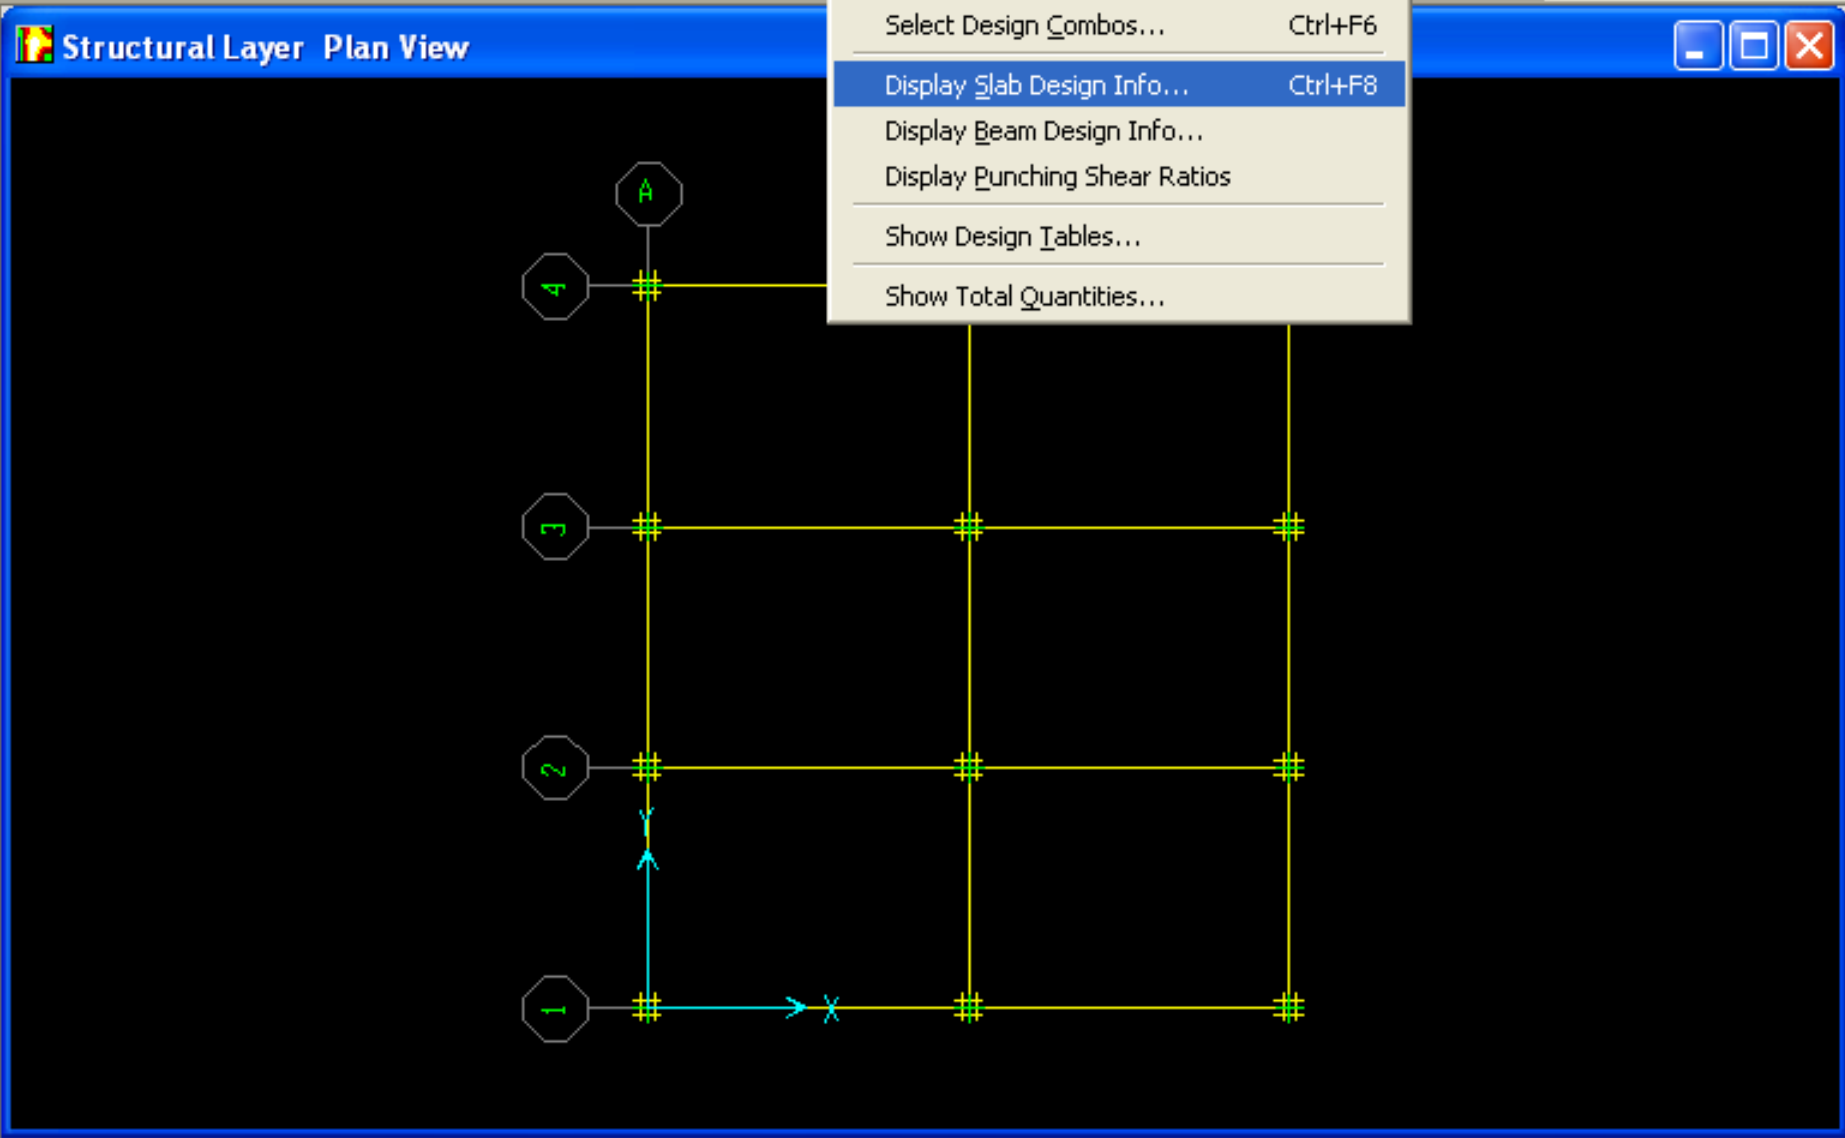 Select Design Combos... Ctrl+F6
Structural Layer Plan View
Display Slab Design Info... Ctrl+F8
Display Beam Design Info...
Display Punching Shear Ratios
A
Show Design Tables...
4
Show Total Quantities...
3
2
Y
1
X